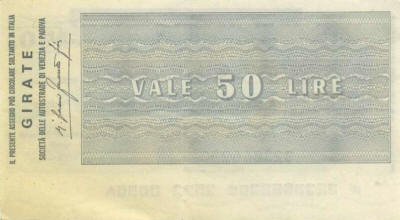 IL PRESENTE ASSEGNO PUÒ CIRCOLARE SOLTANTO IN ITALIA
GIRATE
SOCIETÀ DELLE AUTOSTRADE DI VENEZIA E PADOVA
VALE 50 LIRE